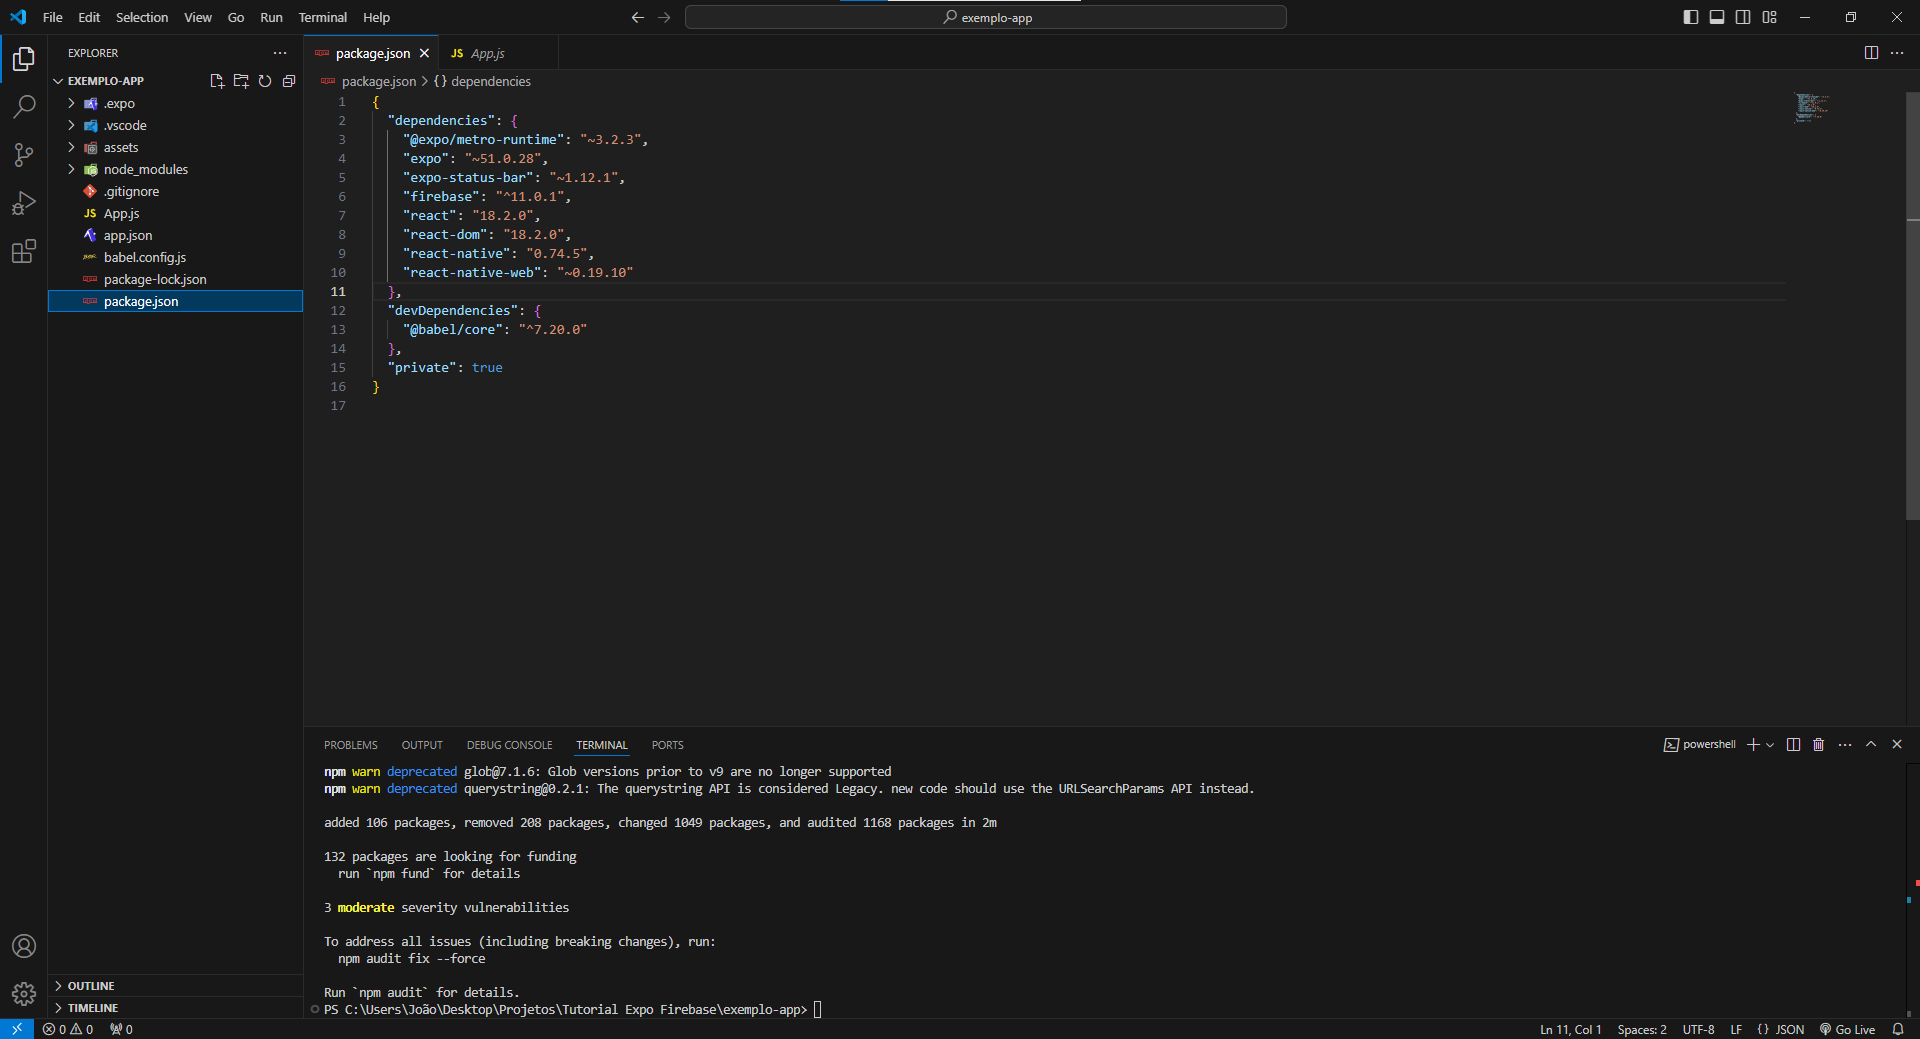 File Edit Selection View Go Run Terminal Help
exemplo-app
EXPLORER
EXEMPLO-APP
.expo
.vscode
assets
node_modules
.gitignore
JS App.js
app.json
babel.config.js
package-lock.json
package.json
OUTLINE
TIMELINE
package.json
JS App.js
package.json > {} dependencies
1 {
2 "dependencies": {
3 "@expo/metro-runtime": "~3.2.3",
4 "expo": "~51.0.28",
5 "expo-status-bar": "~1.12.1",
6 "firebase": "^11.0.1",
7 "react": "18.2.0",
8 "react-dom": "18.2.0",
9 "react-native": "0.74.5",
10 "react-native-web": "~0.19.10"
11 },
12 "devDependencies": {
13 "@babel/core": "^7.20.0"
14 },
15 "private": true
16 }
17
PROBLEMS OUTPUT DEBUG CONSOLE TERMINAL PORTS
powershell
npm warn deprecated glob@7.1.6: Glob versions prior to v9 are no longer supported
npm warn deprecated querystring@0.2.1: The querystring API is considered Legacy. new code should use the URLSearchParams API instead.
added 106 packages, removed 208 packages, changed 1049 packages, and audited 1168 packages in 2m
132 packages are looking for funding
run `npm fund` for details
3 moderate severity vulnerabilities
To address all issues (including breaking changes), run:
npm audit fix --force
Run `npm audit` for details.
PS C:\Users\João\Desktop\Projetos\Tutorial Expo Firebase\exemplo-app>
0 0 0
Ln 11, Col 1 Spaces: 2 UTF-8 LF {} JSON Go Live